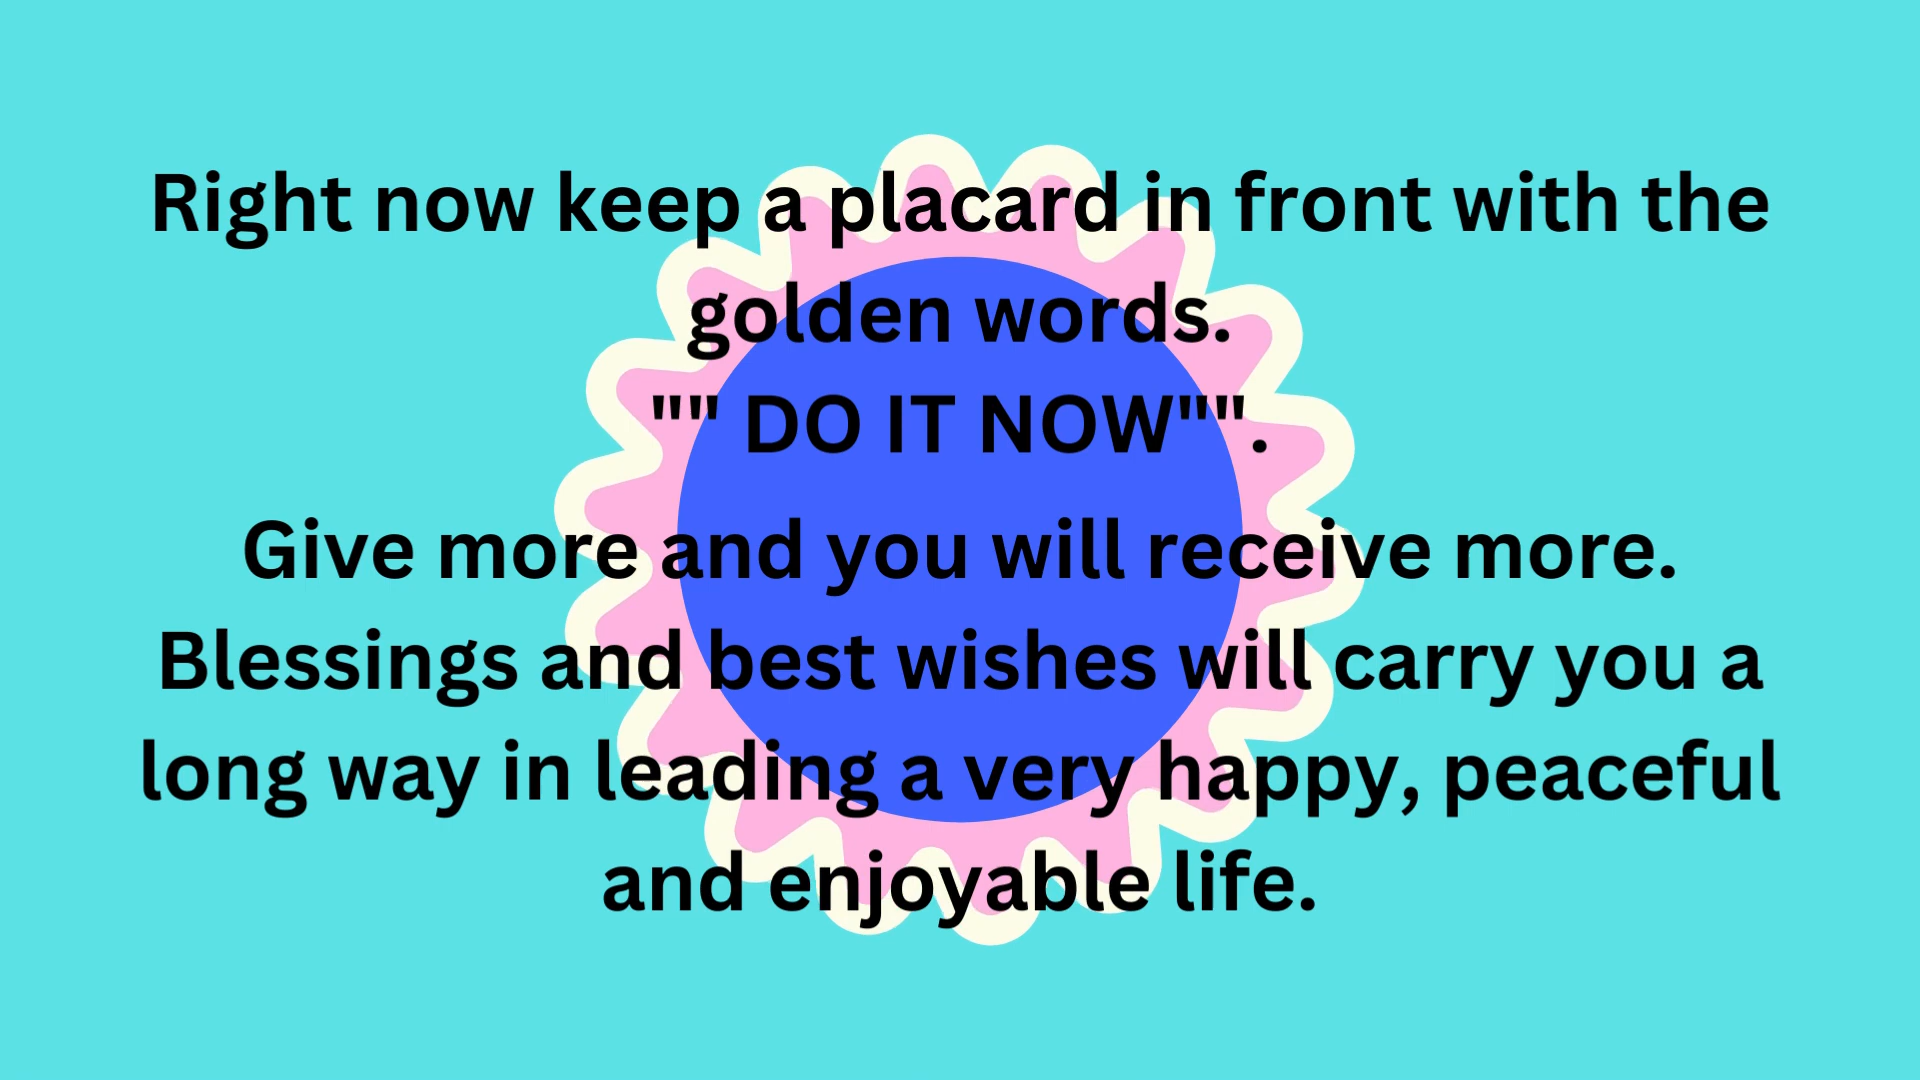 Right now keep a placard in front with the
golden words.
"" DO IT NOW"".
Give more and you will receive more.
Blessings and best wishes will carry you a
long way in leading a very happy, peaceful
and enjoyable life.